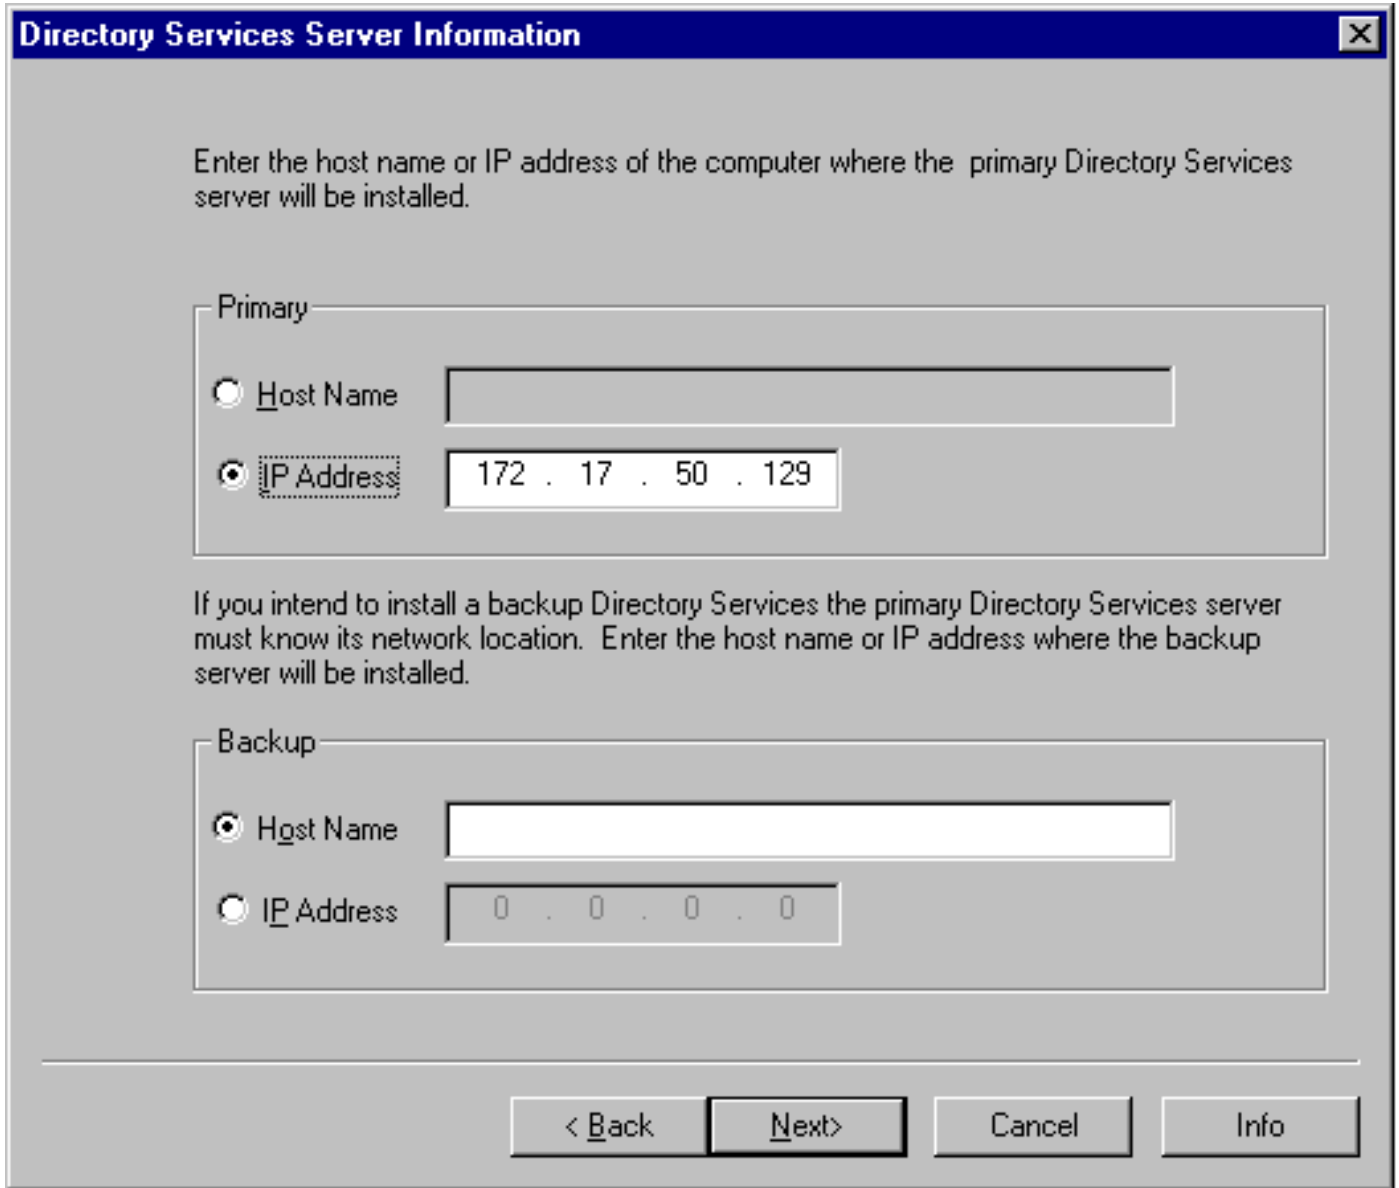 Directory Services Server Information
Enter the host name or IP address of the computer where the  primary Directory Services
server will be installed.
Primary
Host Name
IP Address 172 . 17 . 50 . 129
If you intend to install a backup Directory Services the primary Directory Services server
must know its network location.  Enter the host name or IP address where the backup
server will be installed.
Backup
Host Name
IP Address 0 . 0 . 0 . 0
< Back Next> Cancel Info